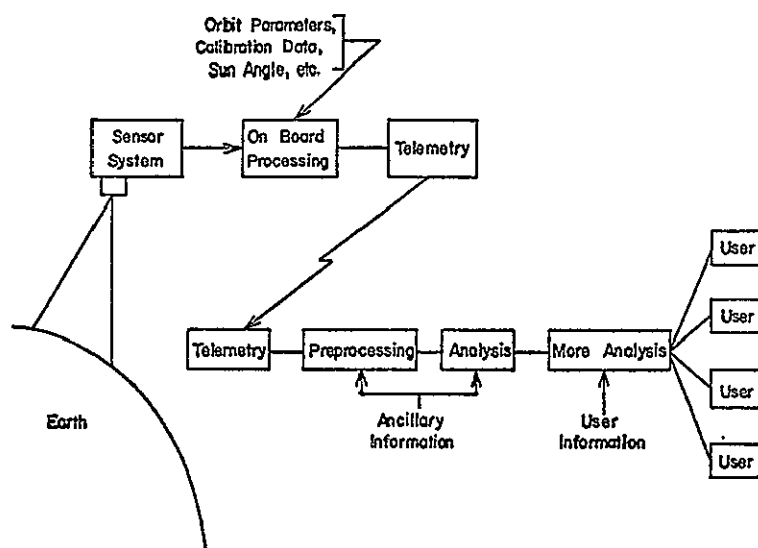 Orbit Parameters,
Calibration Data,
Sun Angle, etc.
Sensor
System
On Board
Processing
Telemetry
User
User
Telemetry
Preprocessing
Analysis
More Analysis
User
Earth
Ancillary
Information
User
Information
User